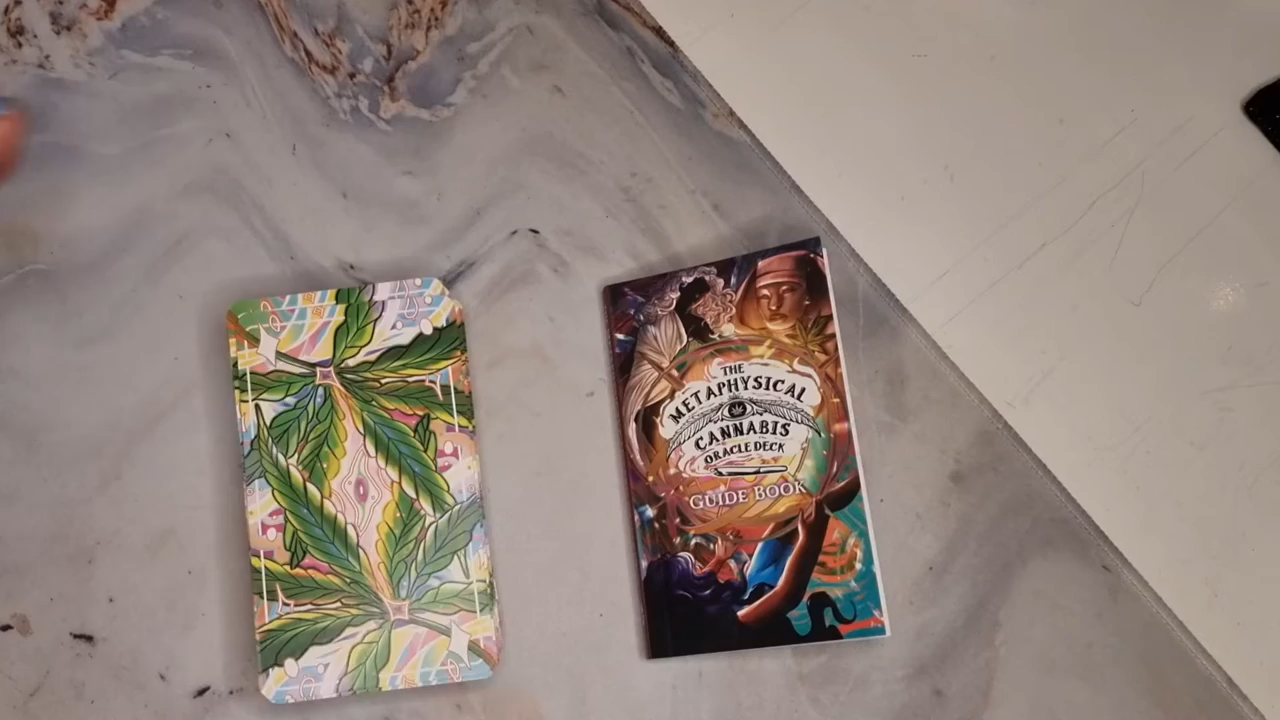 THE
METAPHYSICAL
CANNABIS
ORACLE DECK
GUIDE BOOK